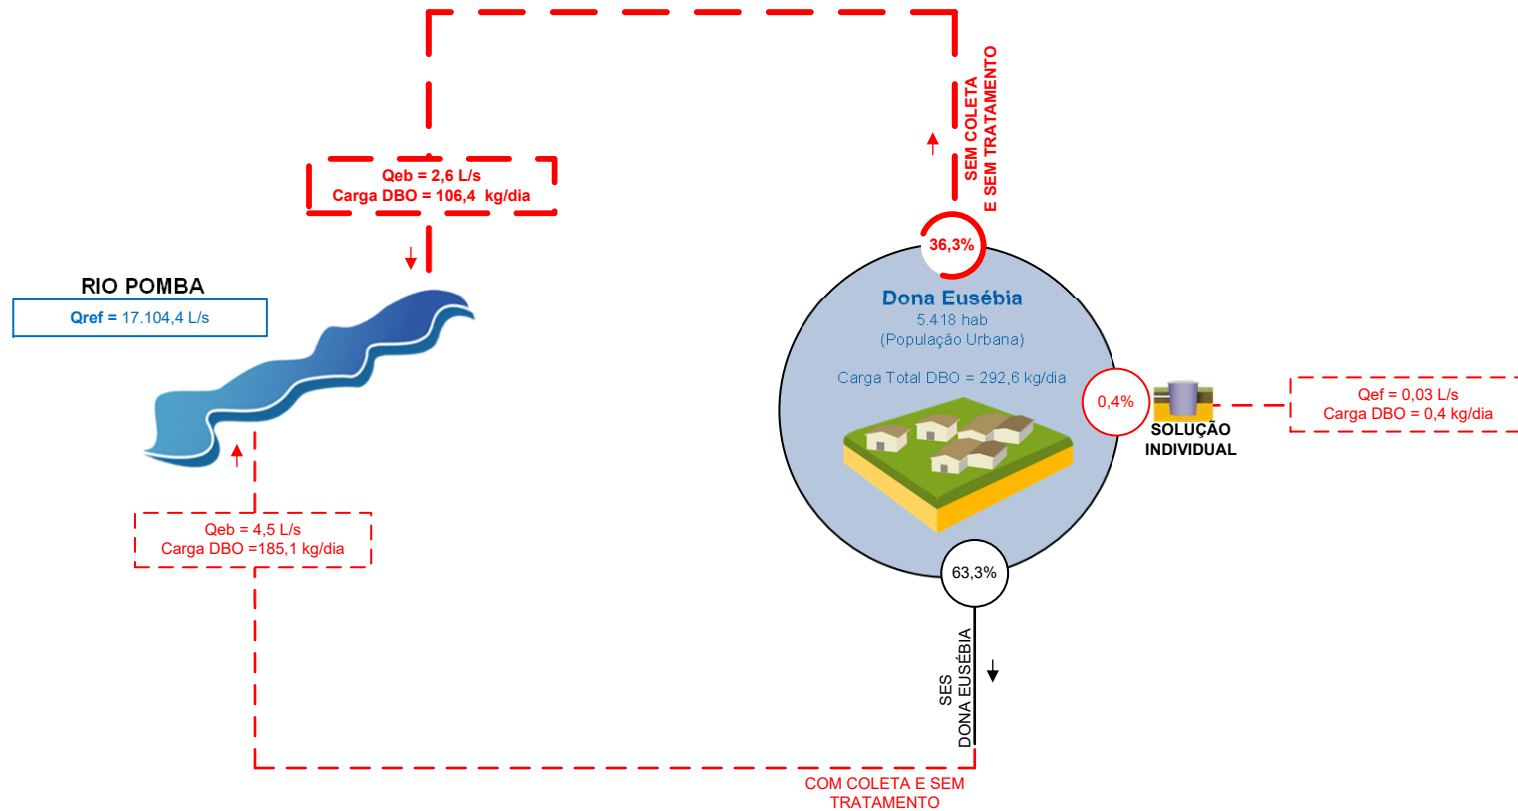 SEM COLETA
E SEM TRATAMENTO
Qeb = 2,6 L/s
Carga DBO = 106,4  kg/dia
36,3%
RIO POMBA
Qref = 17.104,4 L/s
Dona Eusébia
5.418 hab
(População Urbana)
Carga Total DBO = 292,6 kg/dia
0,4%
SOLUÇÃO
INDIVIDUAL
Qef = 0,03 L/s
Carga DBO = 0,4 kg/dia
Qeb = 4,5 L/s
Carga DBO =185,1 kg/dia
63,3%
SES
DONA EUSÉBIA
COM COLETA E SEM
TRATAMENTO